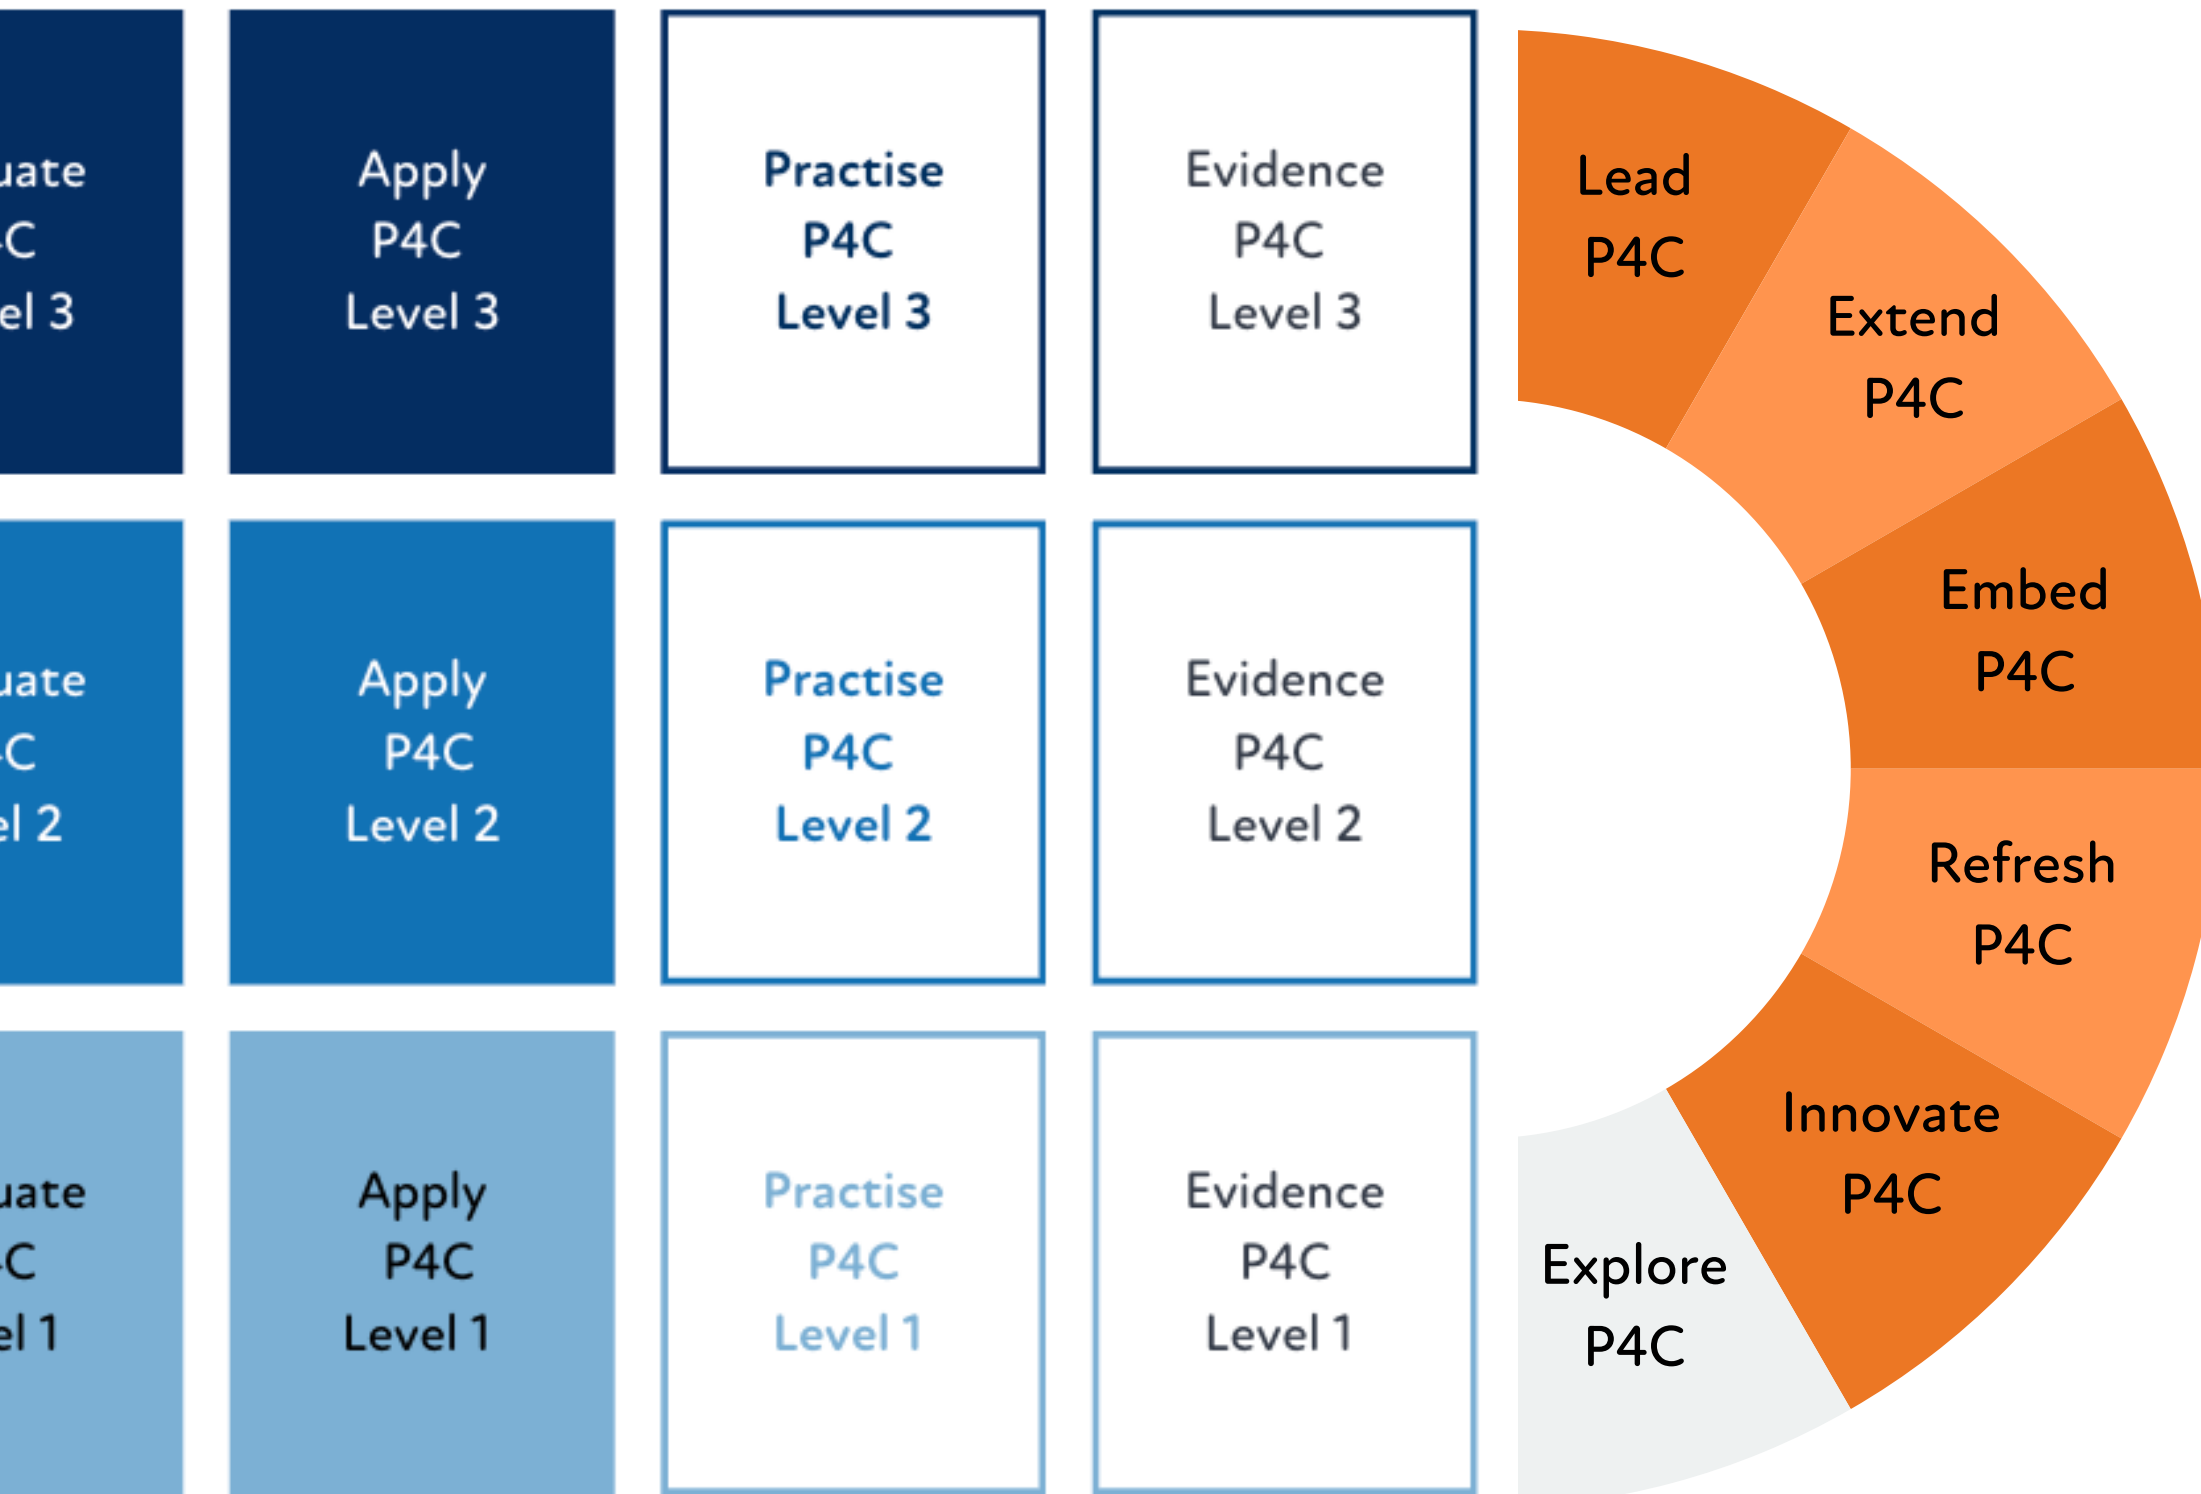 Apply
P4C
Level 3
Practise
P4C
Level 3
Evidence
P4C
Level 3
Apply
P4C
Level 2
Practise
P4C
Level 2
Evidence
P4C
Level 2
Apply
P4C
Level 1
Practise
P4C
Level 1
Evidence
P4C
Level 1
Lead
P4C
Extend
P4C
Embed
P4C
Refresh
P4C
Innovate
P4C
Explore
P4C